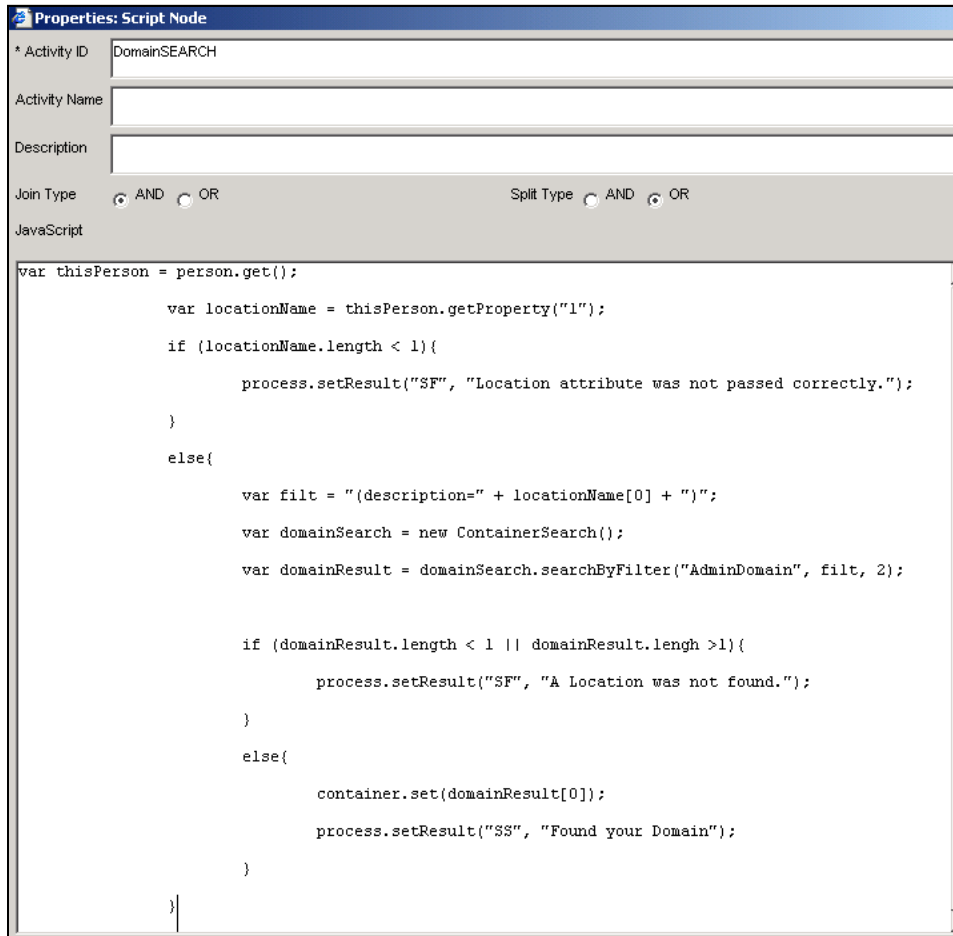 Properties: Script Node
* Activity ID DomainSEARCH
Activity Name
Description
Join Type AND OR Split Type AND OR
JavaScript
var thisPerson = person.get();
var locationName = thisPerson.getProperty("l");
if (locationName.length < 1){
process.setResult("SF", "Location attribute was not passed correctly.");
}
else{
var filt = "(description=" + locationName[0] + ")";
var domainSearch = new ContainerSearch();
var domainResult = domainSearch.searchByFilter("AdminDomain", filt, 2);
if (domainResult.length < 1 || domainResult.lengh >1){
process.setResult("SF", "A Location was not found.");
}
else{
container.set(domainResult[0]);
process.setResult("SS", "Found your Domain");
}
}